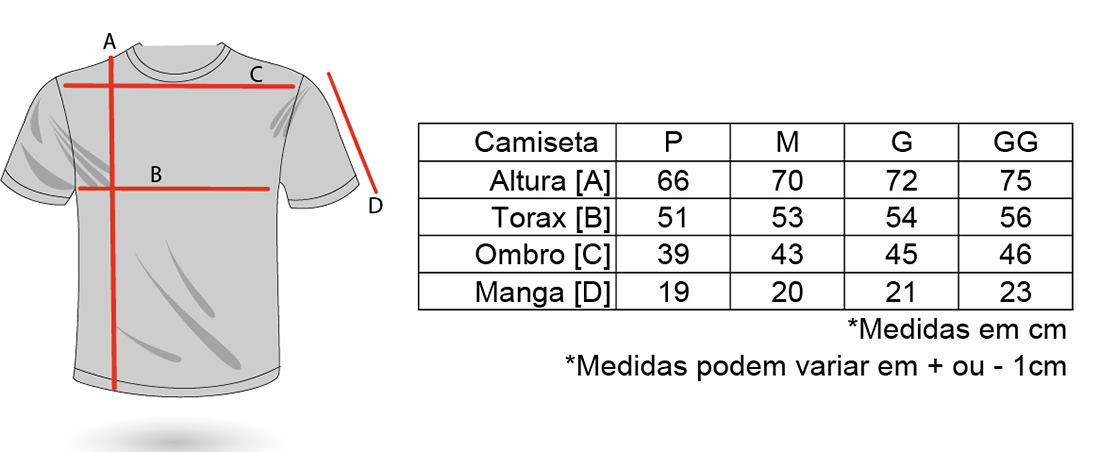 A
C
B
D
Camiseta P M G GG
Altura [A] 66 70 72 75
Torax [B] 51 53 54 56
Ombro [C] 39 43 45 46
Manga [D] 19 20 21 23
*Medidas em cm
*Medidas podem variar em + ou - 1cm